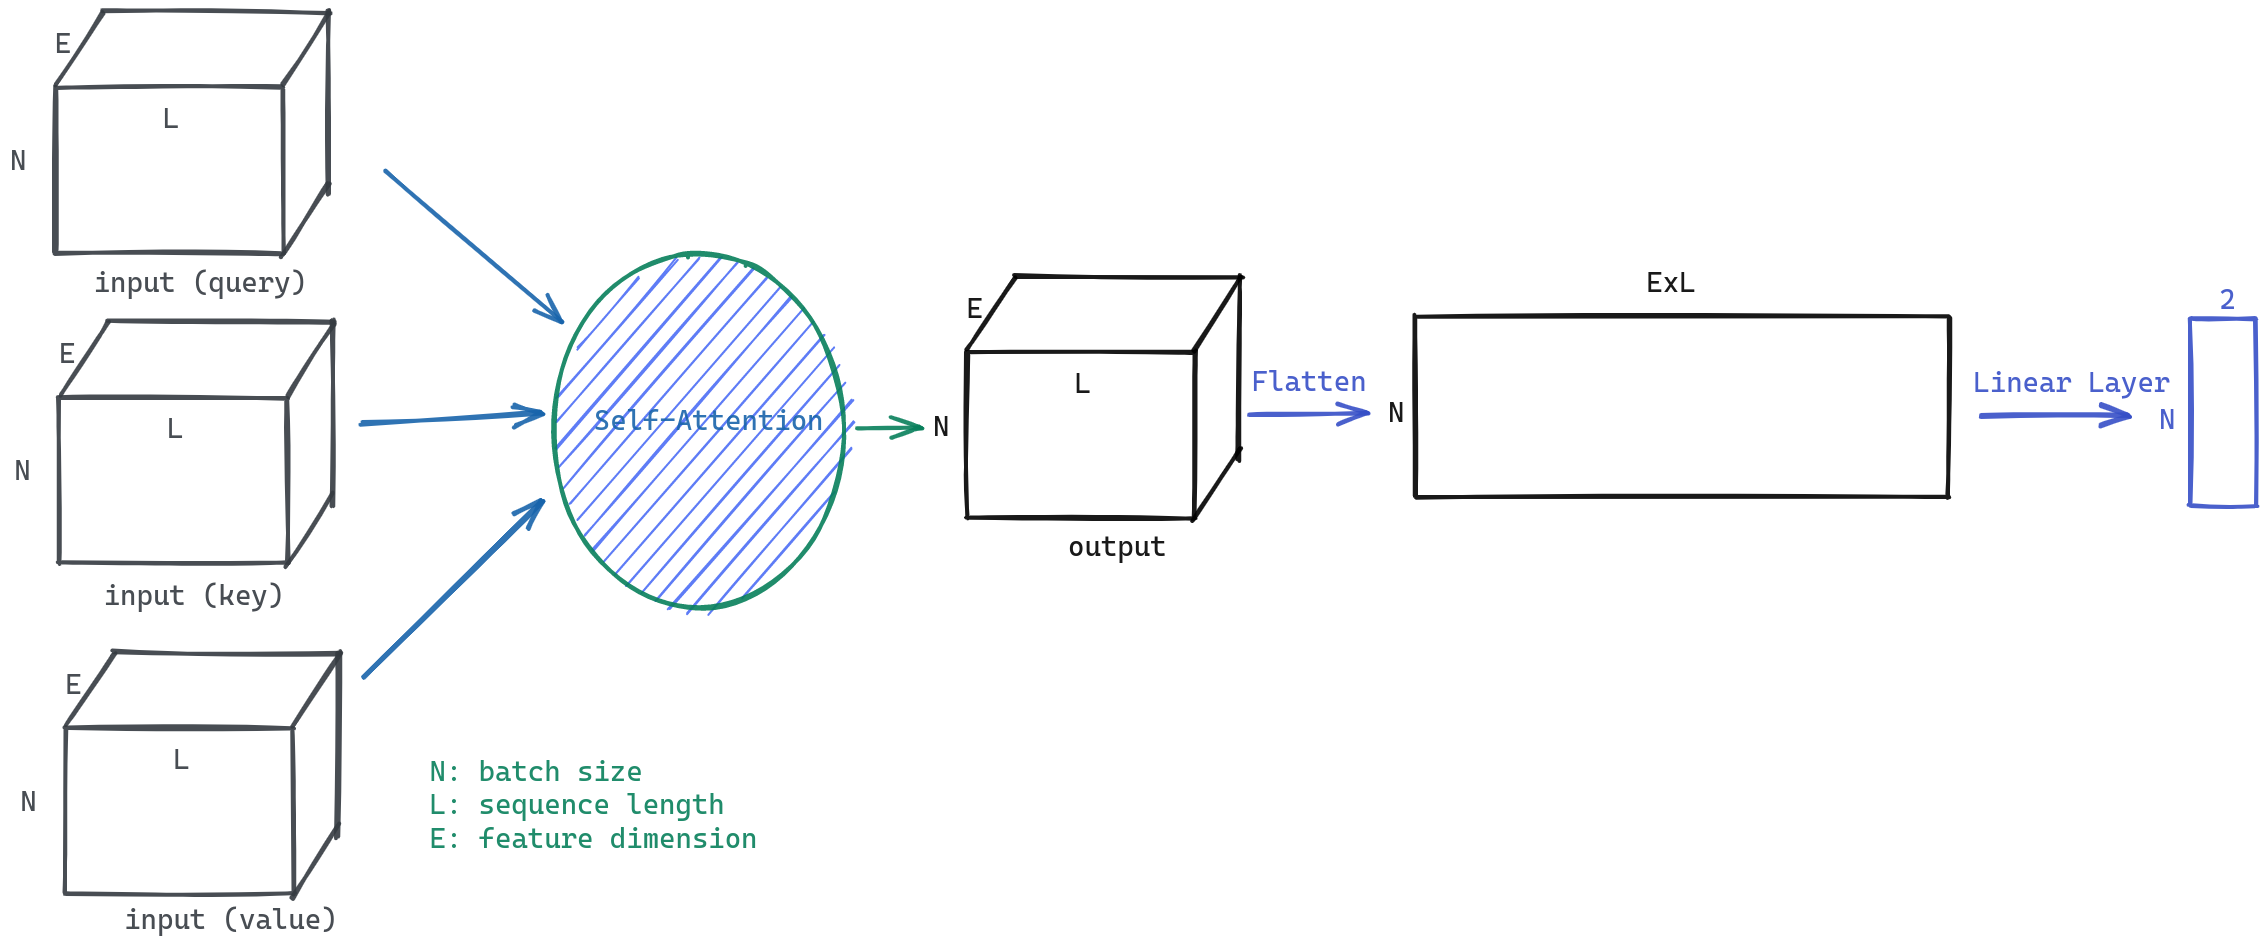 E
L
N
input (query)
E
L
N
input (key)
E
L
N
input (value)
Self-Attention
N: batch size
L: sequence length
E: feature dimension
E
L
N
output
Flatten
ExL
N
Linear Layer
2
N